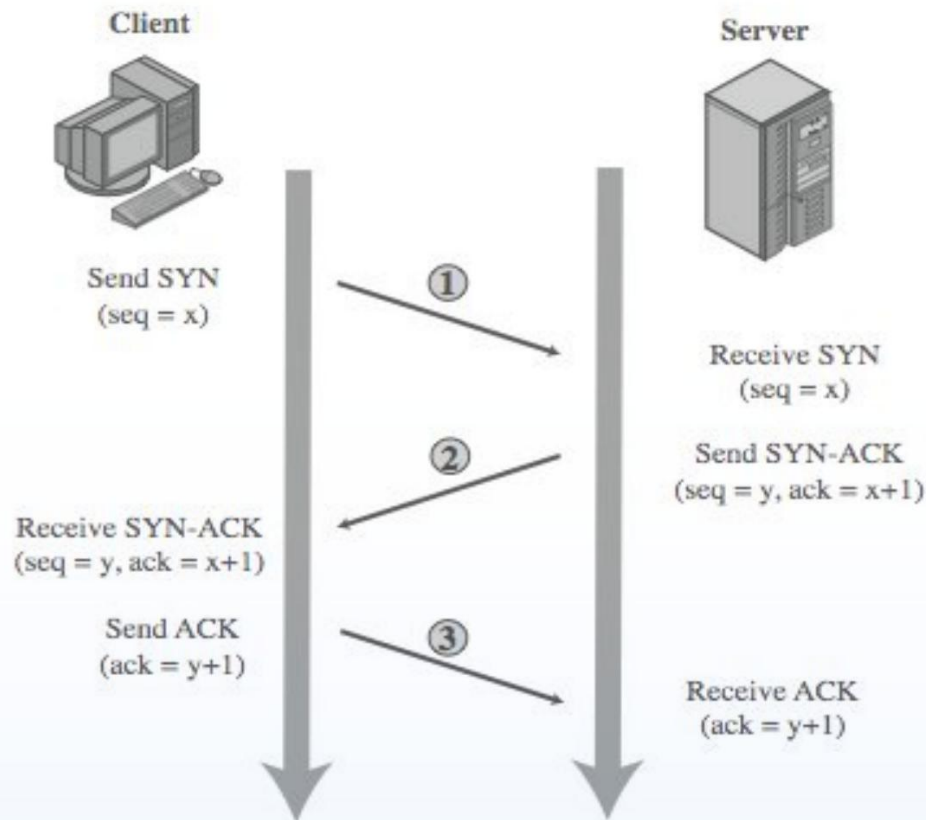 Client
Server
Send SYN
(seq = x)
1
Receive SYN
(seq = x)
2
Send SYN-ACK
(seq = y, ack = x+1)
Receive SYN-ACK
(seq = y, ack = x+1)
Send ACK
(ack = y+1)
3
Receive ACK
(ack = y+1)